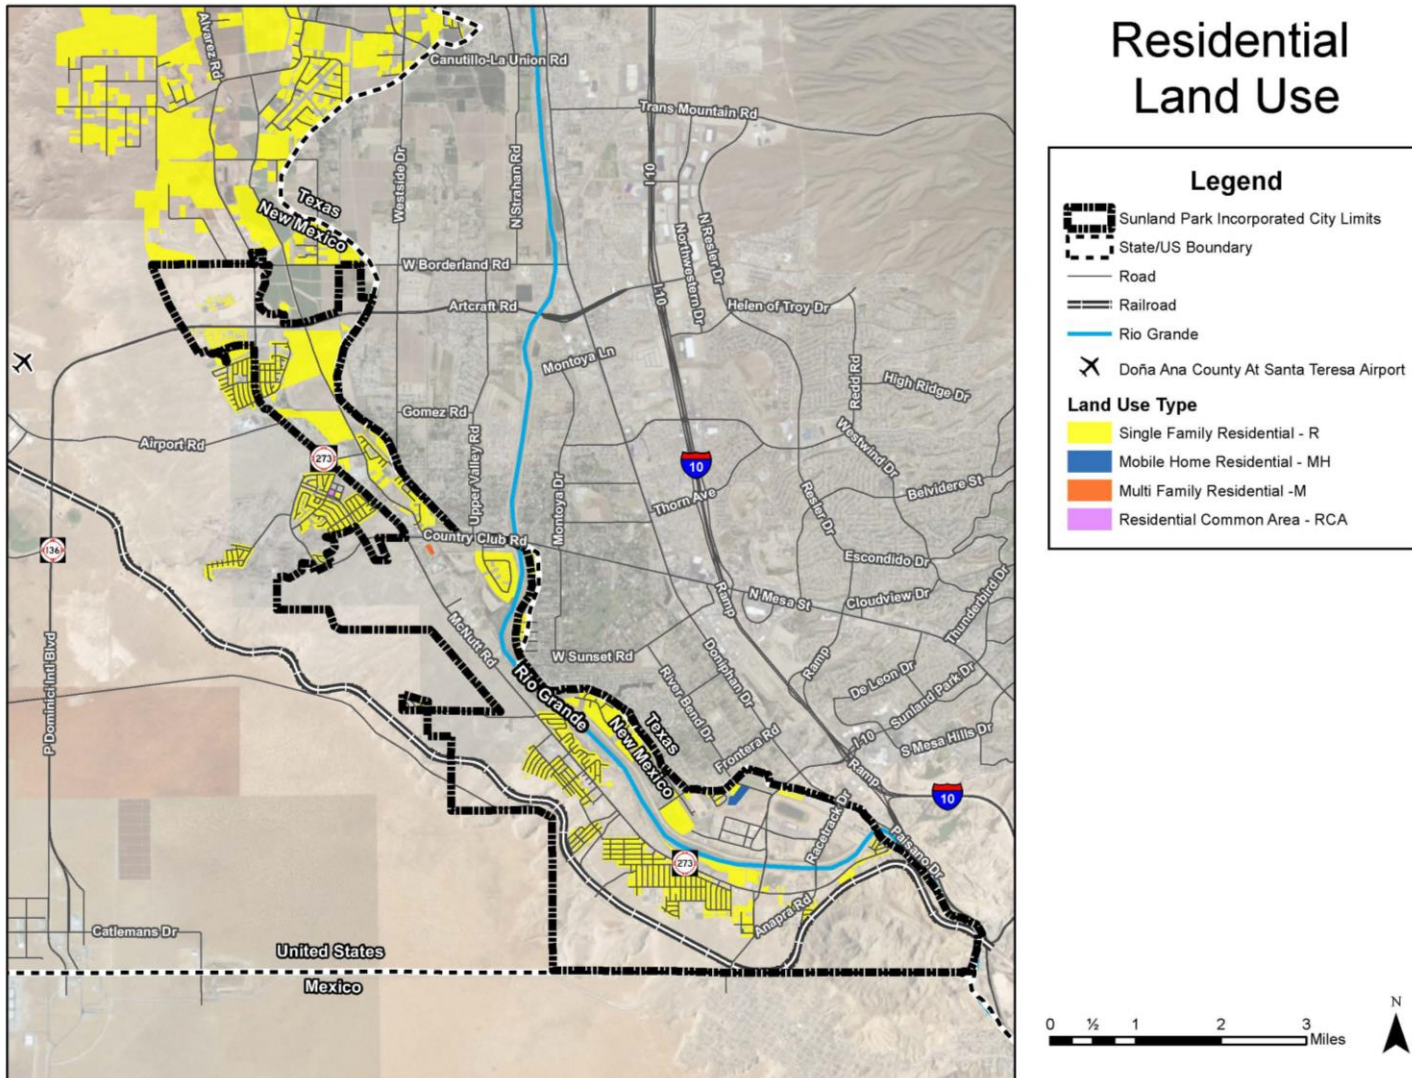 Residential
Land Use
Legend
Sunland Park Incorporated City Limits
State/US Boundary
Road
Railroad
Rio Grande
Doña Ana County At Santa Teresa Airport
Land Use Type
Single Family Residential - R
Mobile Home Residential - MH
Multi Family Residential -M
Residential Common Area - RCA
Alvarez Rd
Canutillo-La Union Rd
Trans Mountain Rd
Westside Dr
N Strahan Rd
I 10
N Resler Dr
Northwestern Dr
Texas
New Mexico
W Borderland Rd
I 10
Artcraft Rd
Helen of Troy Dr
Montoya Ln
Redd Rd
High Ridge Dr
Gomez Rd
Airport Rd
273
Upper Valley Rd
Westwind Dr
10
Montoya Dr
Thorn Ave
Resler Dr
Belvidere St
136
Country Club Rd
Escondido Dr
Ramp
N Mesa St
Cloudview Dr
Thunderbird Dr
McNutt Rd
W Sunset Rd
Doniphan Dr
Ramp
P Dominici Intl Blvd
Rio Grande
River Bend Dr
De Leon Dr
Sunland Park Dr
Texas
New Mexico
Frontera Rd
I-10
S Mesa Hills Dr
Ramp
10
Racetrack Dr
Paisano Dr
273
Anapra Rd
Catlemans Dr
United States
Mexico
N
0 ½ 1 2 3
Miles